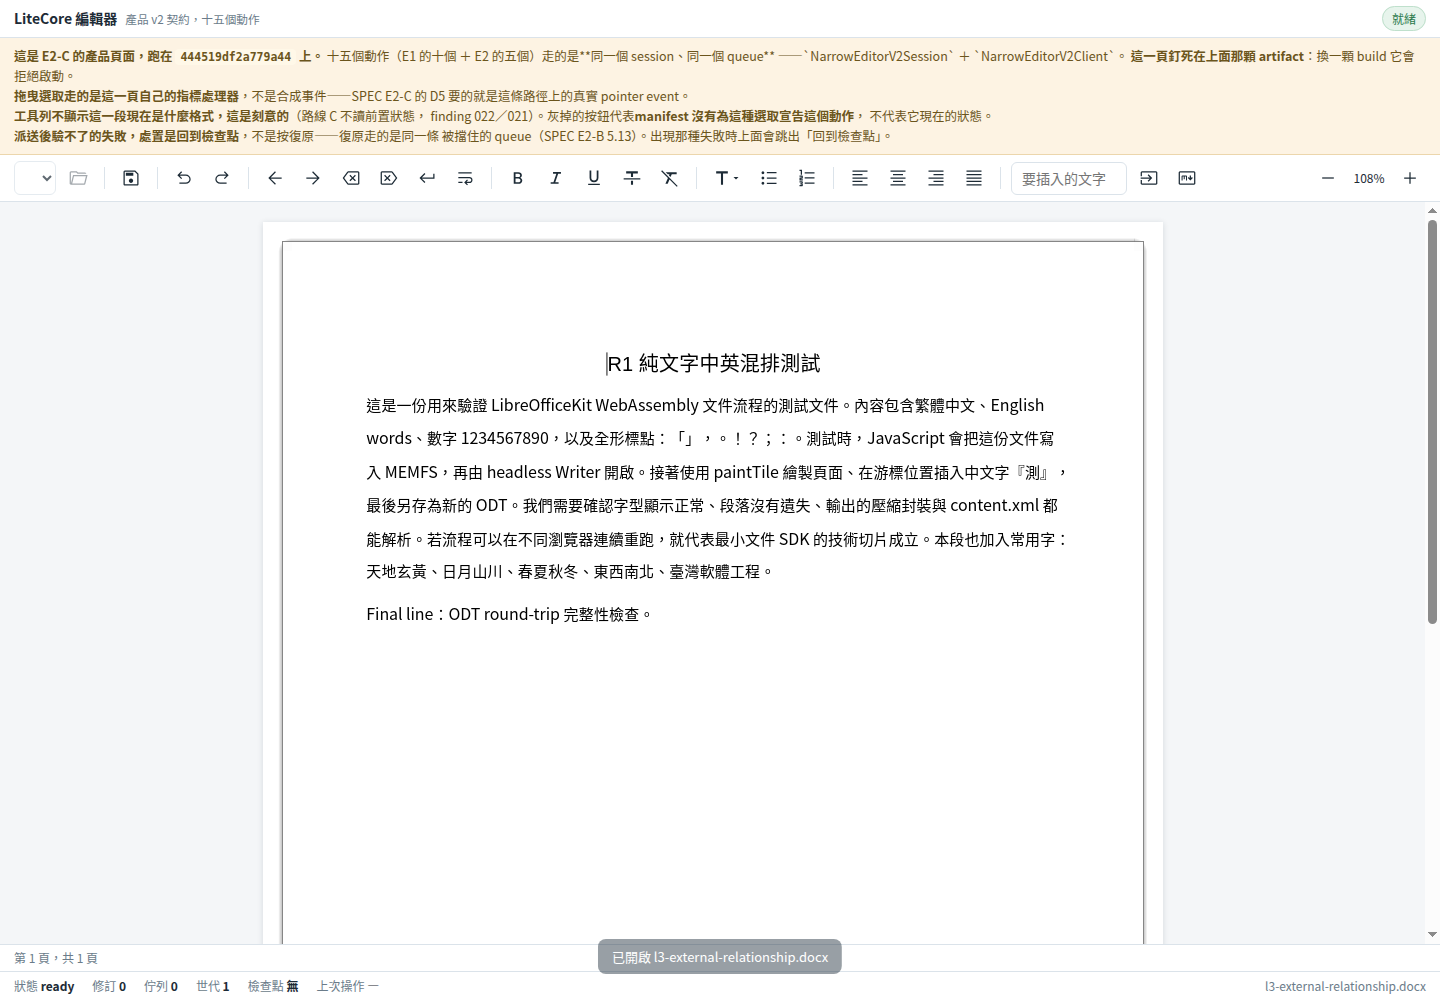 LiteCore 編輯器 產品 v2 契約，十五個動作 就緒
這是 E2-C 的產品頁面，跑在 444519df2a779a44 上。 十五個動作（E1 的十個 ＋ E2 的五個）走的是**同一個 session、同一個 queue** ——`NarrowEditorV2Session` ＋ `NarrowEditorV2Client`。 這一頁釘死在上面那顆 artifact：換一顆 build 它會
拒絕啟動。
拖曳選取走的是這一頁自己的指標處理器，不是合成事件——SPEC E2-C 的 D5 要的就是這條路徑上的真實 pointer event。
工具列不顯示這一段現在是什麼格式，這是刻意的（路線 C 不讀前置狀態， finding 022／021）。灰掉的按鈕代表manifest 沒有為這種選取宣告這個動作， 不代表它現在的狀態。
派送後驗不了的失敗，處置是回到檢查點，不是按復原——復原走的是同一條 被擋住的 queue（SPEC E2-B 5.13）。出現那種失敗時上面會跳出「回到檢查點」。
要插入的文字 108%
R1 純文字中英混排測試
這是一份用來驗證 LibreOfficeKit WebAssembly 文件流程的測試文件。內容包含繁體中文、English
words、數字 1234567890，以及全形標點：「」，。！？；：。測試時，JavaScript 會把這份文件寫
入 MEMFS，再由 headless Writer 開啟。接著使用 paintTile 繪製頁面、在游標位置插入中文字『測』，
最後另存為新的 ODT。我們需要確認字型顯示正常、段落沒有遺失、輸出的壓縮封裝與 content.xml 都
能解析。若流程可以在不同瀏覽器連續重跑，就代表最小文件 SDK 的技術切片成立。本段也加入常用字：
天地玄黃、日月山川、春夏秋冬、東西南北、臺灣軟體工程。
Final line：ODT round-trip 完整性檢查。
第 1 頁，共 1 頁
已開啟 l3-external-relationship.docx
狀態 ready 修訂 0 佇列 0 世代 1 檢查點 無 上次操作 — l3-external-relationship.docx